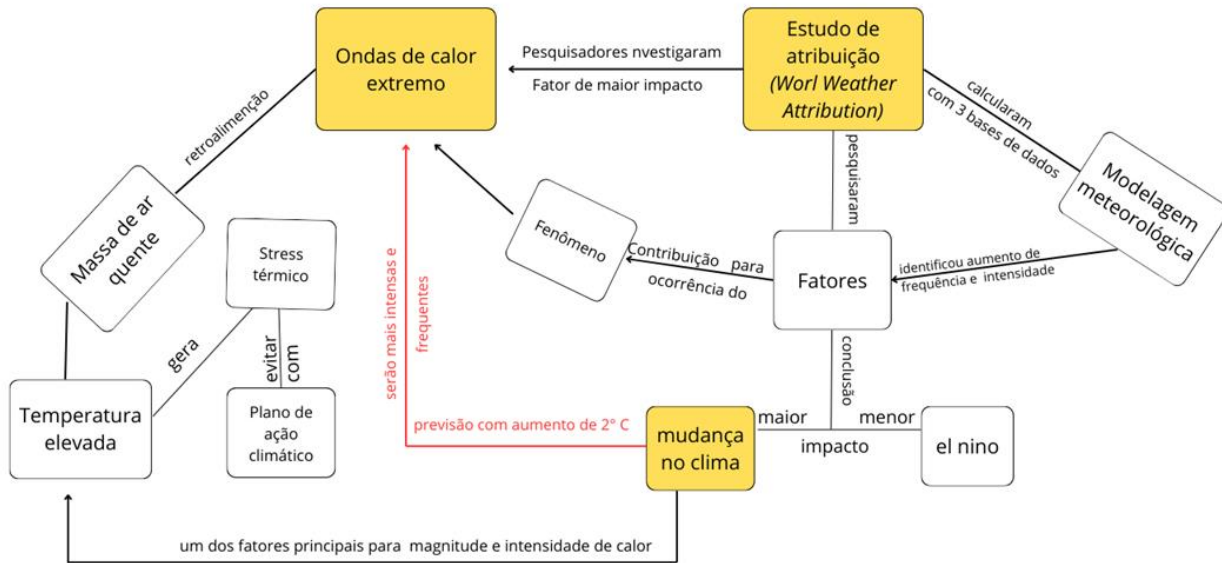 Ondas de calor
extremo
Pesquisadores nvestigaram
Fator de maior impacto
Estudo de
atribuição
(Worl Weather
Attribution)
calcularam
com 3 bases de dados
Modelagem
meteorológica
retroalimenção
pesquisaram
Massa de ar
quente
Stress
térmico
Fenômeno
Contribuição para
ocorrência do
Fatores
identificou aumento de
frequência e intensidade
serão mais intensas e
frequentes
gera
evitar
com
conclusão
Temperatura
elevada
Plano de
ação
climático
previsão com aumento de 2° C
mudança
no clima
maior
menor
impacto
el nino
um dos fatores principais para magnitude e intensidade de calor